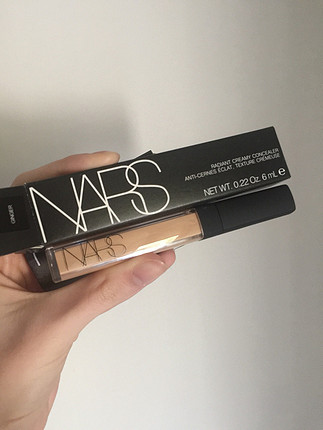 GINGER
NARS
RADIANT CREAMY CONCEALER
ANTI-CERNES ÉCLAT, TEXTURE CRÉMEUSE
NET WT. 0.22 Oz. 6 mL ℮
NARS